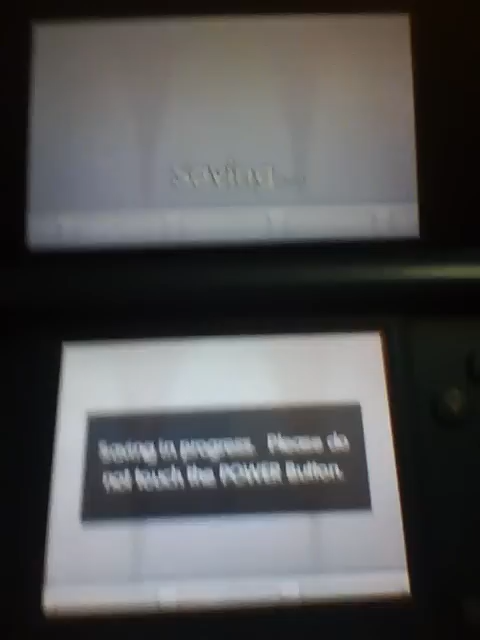 Saving...
Saving in progress. Please do
not touch the POWER Button.